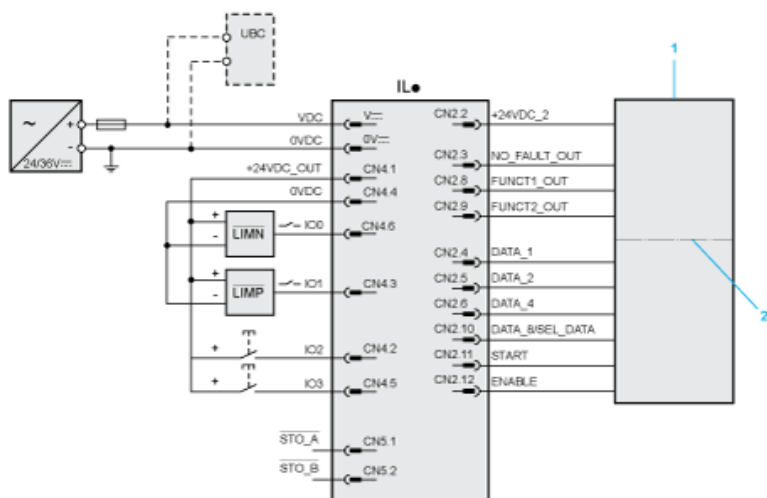 UBC
1
IL●
~
+
-
24/36V
VDC
V
0VDC
0V
+24VDC_OUT
CN4.1
0VDC
CN4.4
+
-
LIMN
IO0
CN4.6
+
-
LIMP
IO1
CN4.3
+
IO2
CN4.2
+
IO3
CN4.5
STO_A
CN5.1
STO_B
CN5.2
CN2.2
+24VDC_2
CN2.3
NO_FAULT_OUT
CN2.8
FUNCT1_OUT
CN2.9
FUNCT2_OUT
CN2.4
DATA_1
CN2.5
DATA_2
CN2.6
DATA_4
CN2.10
DATA_8/SEL_DATA
CN2.11
START
CN2.12
ENABLE
2